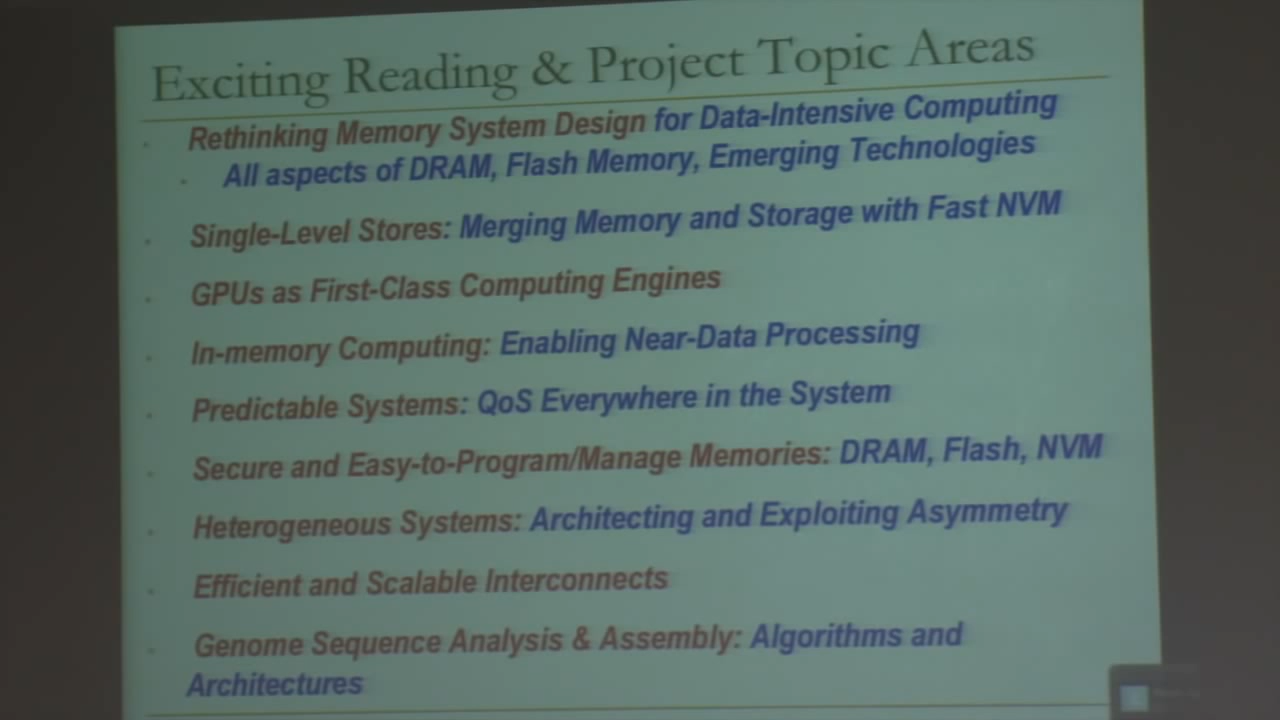 Exciting Reading & Project Topic Areas
Rethinking Memory System Design for Data-Intensive Computing
All aspects of DRAM, Flash Memory, Emerging Technologies
Single-Level Stores: Merging Memory and Storage with Fast NVM
GPUs as First-Class Computing Engines
In-memory Computing: Enabling Near-Data Processing
Predictable Systems: QoS Everywhere in the System
Secure and Easy-to-Program/Manage Memories: DRAM, Flash, NVM
Heterogeneous Systems: Architecting and Exploiting Asymmetry
Efficient and Scalable Interconnects
Genome Sequence Analysis & Assembly: Algorithms and
Architectures